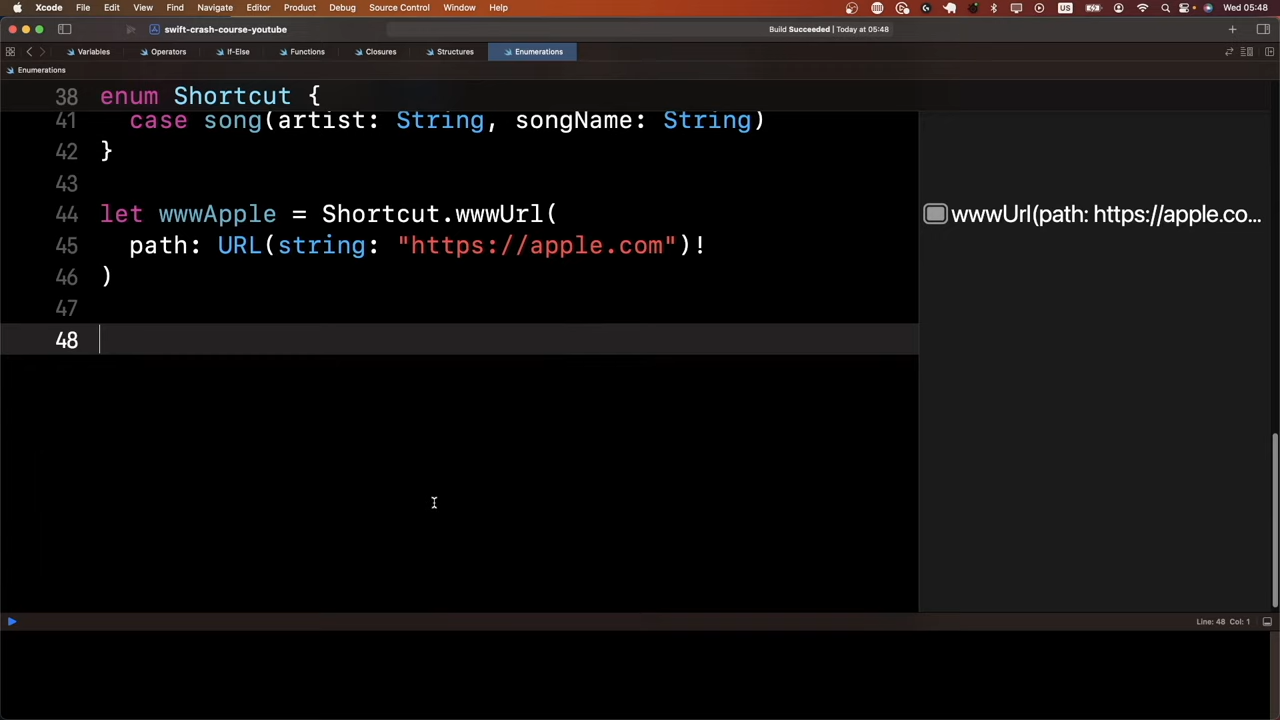 Xcode File Edit View Find Navigate Editor Product Debug Source Control Window Help US Wed 05:48
swift-crash-course-youtube Build Succeeded | Today at 05:48
Variables Operators If-Else Functions Closures Structures Enumerations
Enumerations
38 enum Shortcut {
41 case song(artist: String, songName: String)
42 }
43
44 let wwwApple = Shortcut.wwwUrl( wwwUrl(path: https://apple.co...
45 path: URL(string: "https://apple.com")!
46 )
47
48
Line: 48 Col: 1